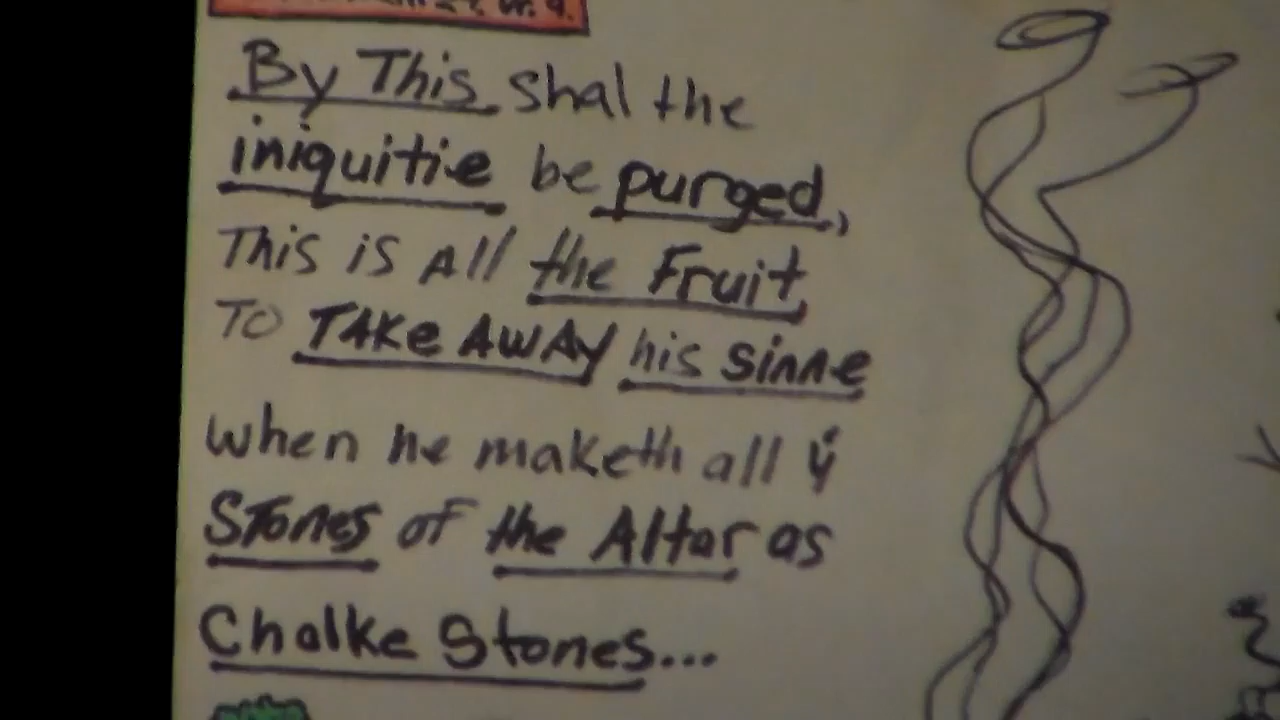 v. 9.
By This shal the
iniquitie be purged,
This is All the Fruit
To TAKe AWAY his sinne
when he maketh all ẏ
Stones of the Altar as
Chalke Stones...